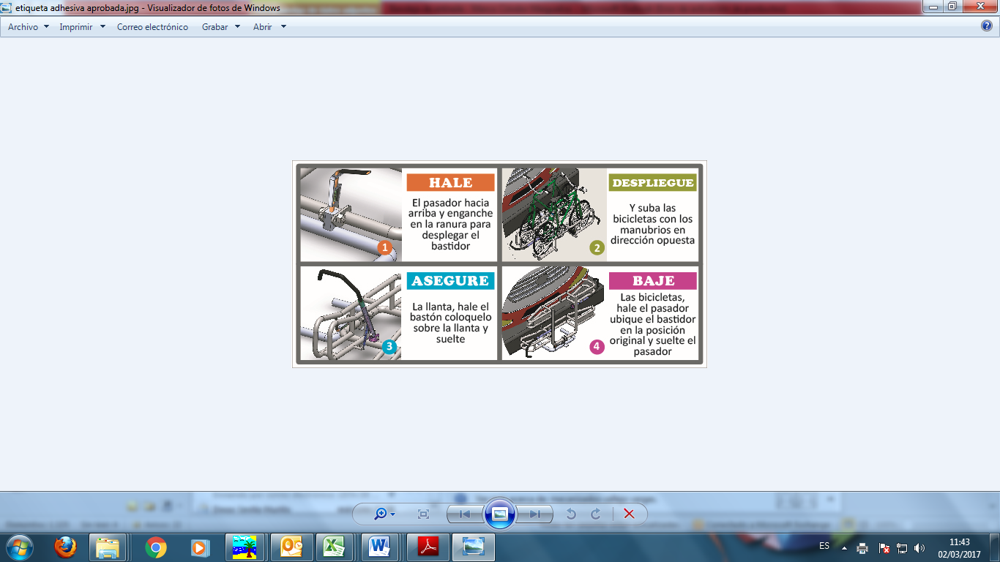 etiqueta adhesiva aprobada.jpg - Visualizador de fotos de Windows
Archivo Imprimir Correo electrónico Grabar Abrir
HALE
El pasador hacia
arriba y enganche
en la ranura para
desplegar el
bastidor
1
DESPLIEGUE
Y suba las
bicicletas con los
manubrios en
dirección opuesta
2
ASEGURE
La llanta, hale el
bastón coloquelo
sobre la llanta y
suelte
3
BAJE
Las bicicletas,
hale el pasador
ubique el bastidor
en la posición
original y suelte el
pasador
4
ES
11:43
02/03/2017